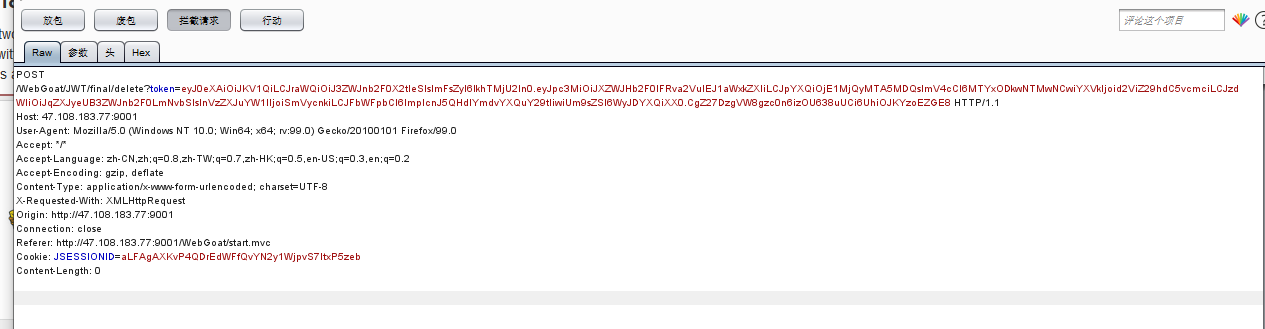 放包 废包 拦截请求 行动 评论这个项目
Raw 参数 头 Hex
POST
/WebGoat/JWT/final/delete?token=eyJ0eXAiOiJKV1QiLCJraWQiOiJ3ZWJnb2F0X2tleSIsImFsZyI6IkhTMjU2In0.eyJpc3MiOiJXZWJHb2F0IFRva2VuIEJ1aWxkZXIiLCJpYXQiOjE1MjQyMTA5MDQsImV4cCI6MTYxODkwNTMwNCwiYXVkIjoid2ViZ29hdC5vcmciLCJzd
WIiOiJqZXJyeUB3ZWJnb2F0LmNvbSIsInVzZXJuYW1lIjoiSmVycnkiLCJFbWFpbCI6ImplcnJ5QHdlYmdvYXQuY29tIiwiUm9sZSI6WyJDYXQiXX0.CgZ27DzgVW8gzc0n6izOU638uUCi6UhiOJKYzoEZGE8 HTTP/1.1
Host: 47.108.183.77:9001
User-Agent: Mozilla/5.0 (Windows NT 10.0; Win64; x64; rv:99.0) Gecko/20100101 Firefox/99.0
Accept: */*
Accept-Language: zh-CN,zh;q=0.8,zh-TW;q=0.7,zh-HK;q=0.5,en-US;q=0.3,en;q=0.2
Accept-Encoding: gzip, deflate
Content-Type: application/x-www-form-urlencoded; charset=UTF-8
X-Requested-With: XMLHttpRequest
Origin: http://47.108.183.77:9001
Connection: close
Referer: http://47.108.183.77:9001/WebGoat/start.mvc
Cookie: JSESSIONID=aLFAgAXKvP4QDrEdWFfQvYN2y1WjpvS7ltxP5zeb
Content-Length: 0